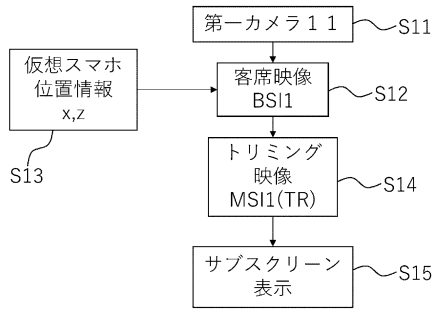 第一カメラ１１
S11
仮想スマホ
位置情報
x,z
S13
客席映像
BSI1
S12
トリミング
映像
MSI1(TR)
S14
サブスクリーン
表示
S15